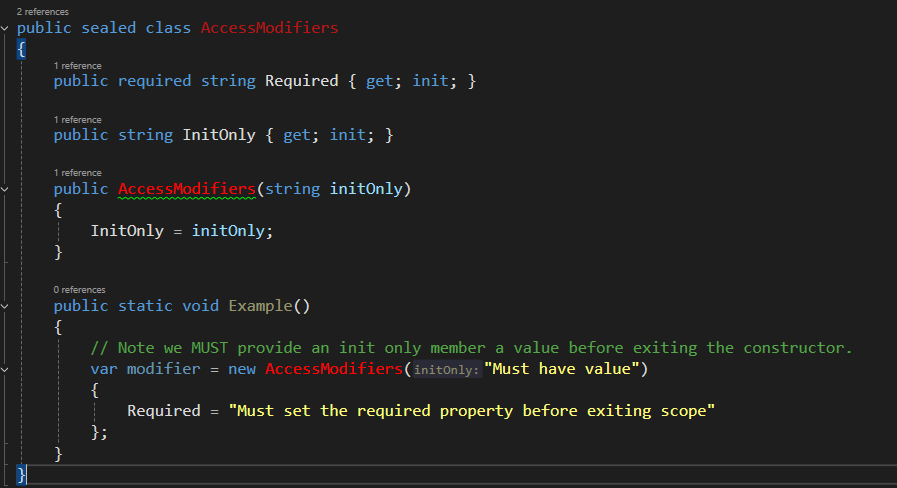 2 references
public sealed class AccessModifiers
{
1 reference
public required string Required { get; init; }
1 reference
public string InitOnly { get; init; }
1 reference
public AccessModifiers(string initOnly)
{
InitOnly = initOnly;
}
0 references
public static void Example()
{
// Note we MUST provide an init only member a value before exiting the constructor.
var modifier = new AccessModifiers(initOnly: "Must have value")
{
Required = "Must set the required property before exiting scope"
};
}
}